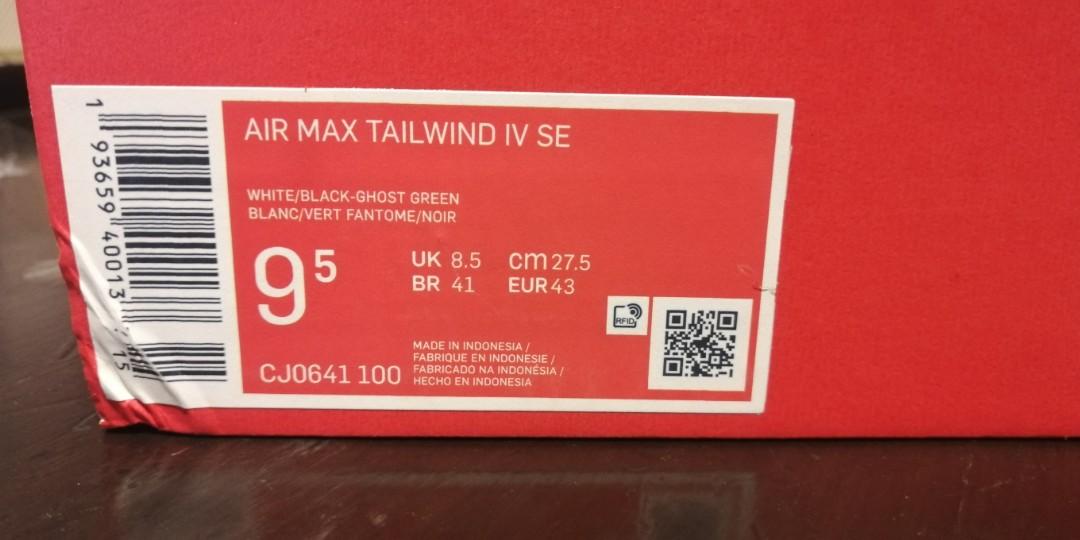 AIR MAX TAILWIND IV SE
WHITE/BLACK-GHOST GREEN
BLANC/VERT FANTOME/NOIR
9⁵
UK 8.5 cm 27.5
BR 41 EUR 43
RFID
CJ0641 100
MADE IN INDONESIA /
FABRIQUE EN INDONESIE /
FABRICADO NA INDONÉSIA /
HECHO EN INDONESIA
1 93659 40013
15